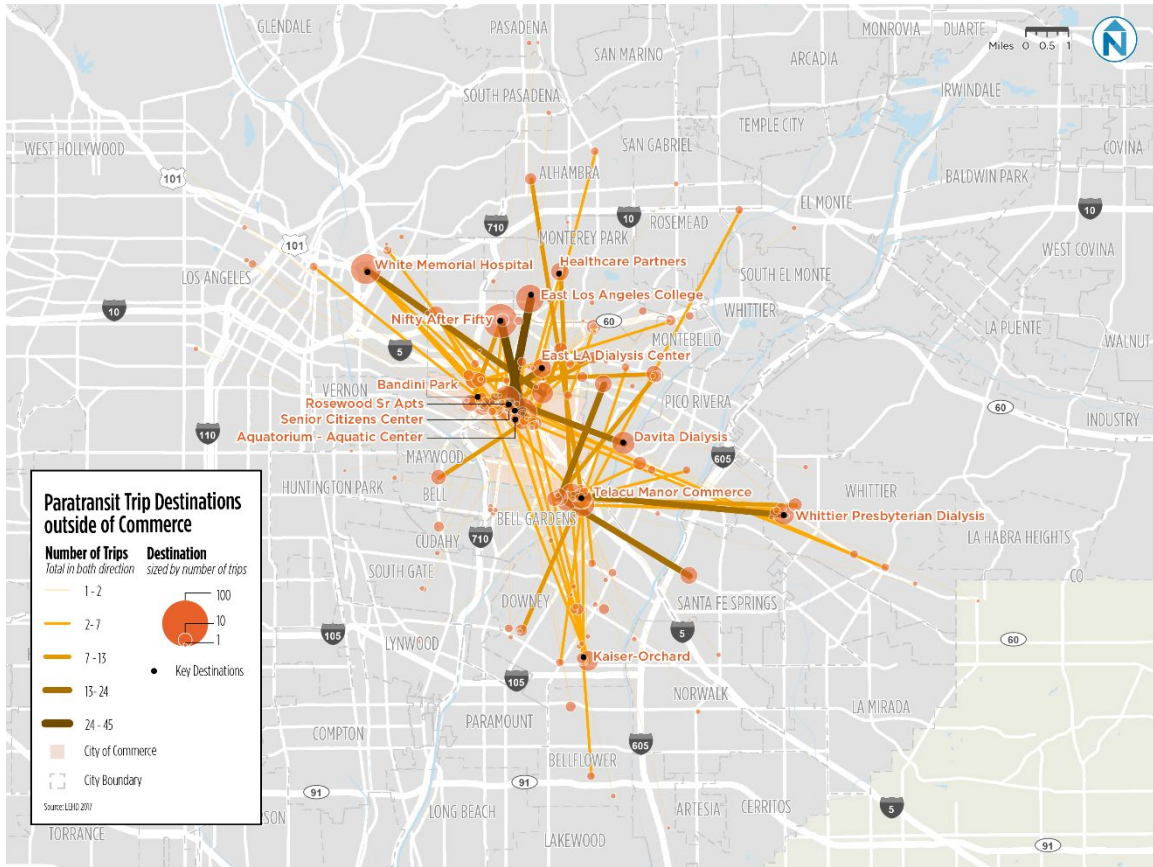 GLENDALE
PASADENA
MONROVIA
DUARTE
Miles 0 0.5 1
N
SAN MARINO
ARCADIA
IRWINDALE
SOUTH PASADENA
TEMPLE CITY
WEST HOLLYWOOD
SAN GABRIEL
COVINA
101
ALHAMBRA
BALDWIN PARK
101
EL MONTE
10
710
10
ROSEMEAD
10
101
MONTEREY PARK
WEST COVINA
White Memorial Hospital
Healthcare Partners
LOS ANGELES
SOUTH EL MONTE
East Los Angeles College
WHITTIER
10
Nifty After Fifty
60
LA PUENTE
5
MONTEBELLO
WALNUT
East LA Dialysis Center
VERNON
Bandini Park
PICO RIVERA
Rosewood Sr Apts
60
Senior Citizens Center
INDUSTRY
110
Aquatorium - Aquatic Center
Davita Dialysis
MAYWOOD
605
HUNTINGTON PARK
BELL
WHITTIER
Telacu Manor Commerce
BELL GARDENS
Whittier Presbyterian Dialysis
710
CUDAHY
LA HABRA HEIGHTS
SOUTH GATE
CO
DOWNEY
SANTA FE SPRINGS
105
LYNWOOD
5
60
Kaiser-Orchard
105
NORWALK
LA MIRADA
PARAMOUNT
COMPTON
605
BELLFLOWER
91
91
ARTESIA
CERRITOS
5
LONG BEACH
TORRANCE
LAKEWOOD
91
Paratransit Trip Destinations
outside of Commerce
Number of Trips
Total in both direction
1 - 2
2- 7
7 - 13
13- 24
24 - 45
Destination
sized by number of trips
100
10
1
Key Destinations
City of Commerce
City Boundary
Source: LEHD 2017